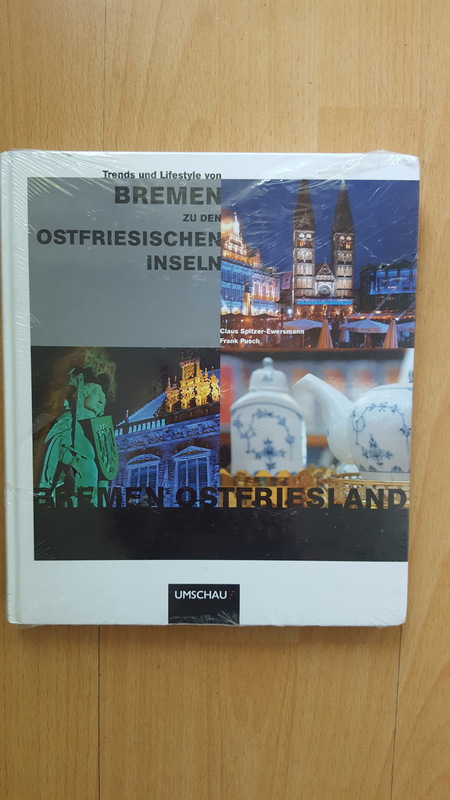 Trends und Lifestyle von
BREMEN
ZU DEN
OSTFRIESISCHEN
INSELN
Claus Spitzer-Ewersmann
Frank Pusch
BREMEN OSTFRIESLAND
UMSCHAU